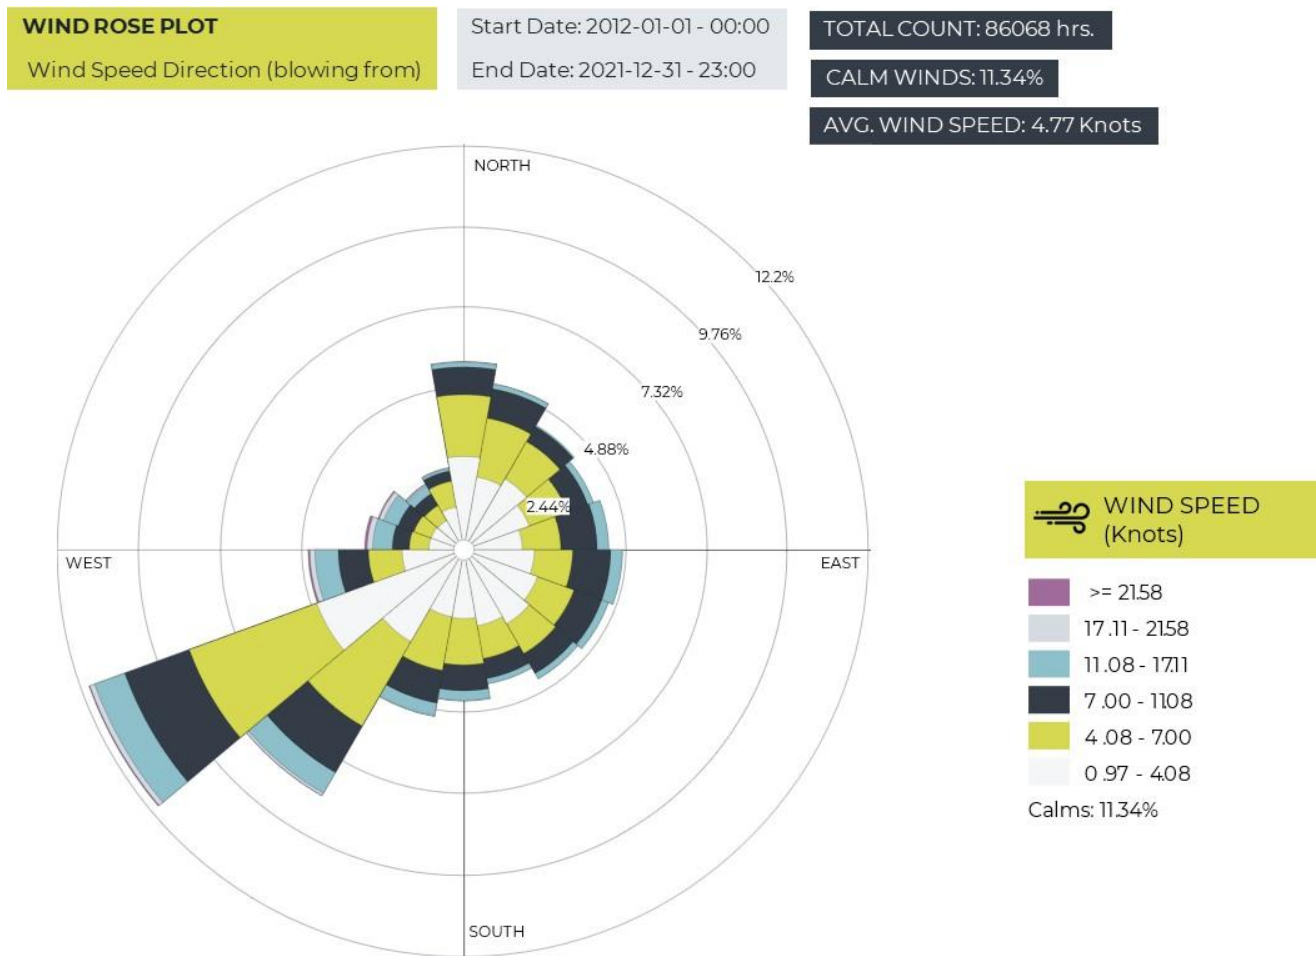 WIND ROSE PLOT
Wind Speed Direction (blowing from)
Start Date: 2012-01-01 - 00:00
End Date: 2021-12-31 - 23:00
TOTAL COUNT: 86068 hrs.
CALM WINDS: 11.34%
AVG. WIND SPEED: 4.77 Knots
NORTH
12.2%
9.76%
7.32%
4.88%
2.44%
WEST
EAST
SOUTH
WIND SPEED
(Knots)
>= 21.58
17.11 - 21.58
11.08 - 17.11
7.00 - 11.08
4.08 - 7.00
0.97 - 4.08
Calms: 11.34%